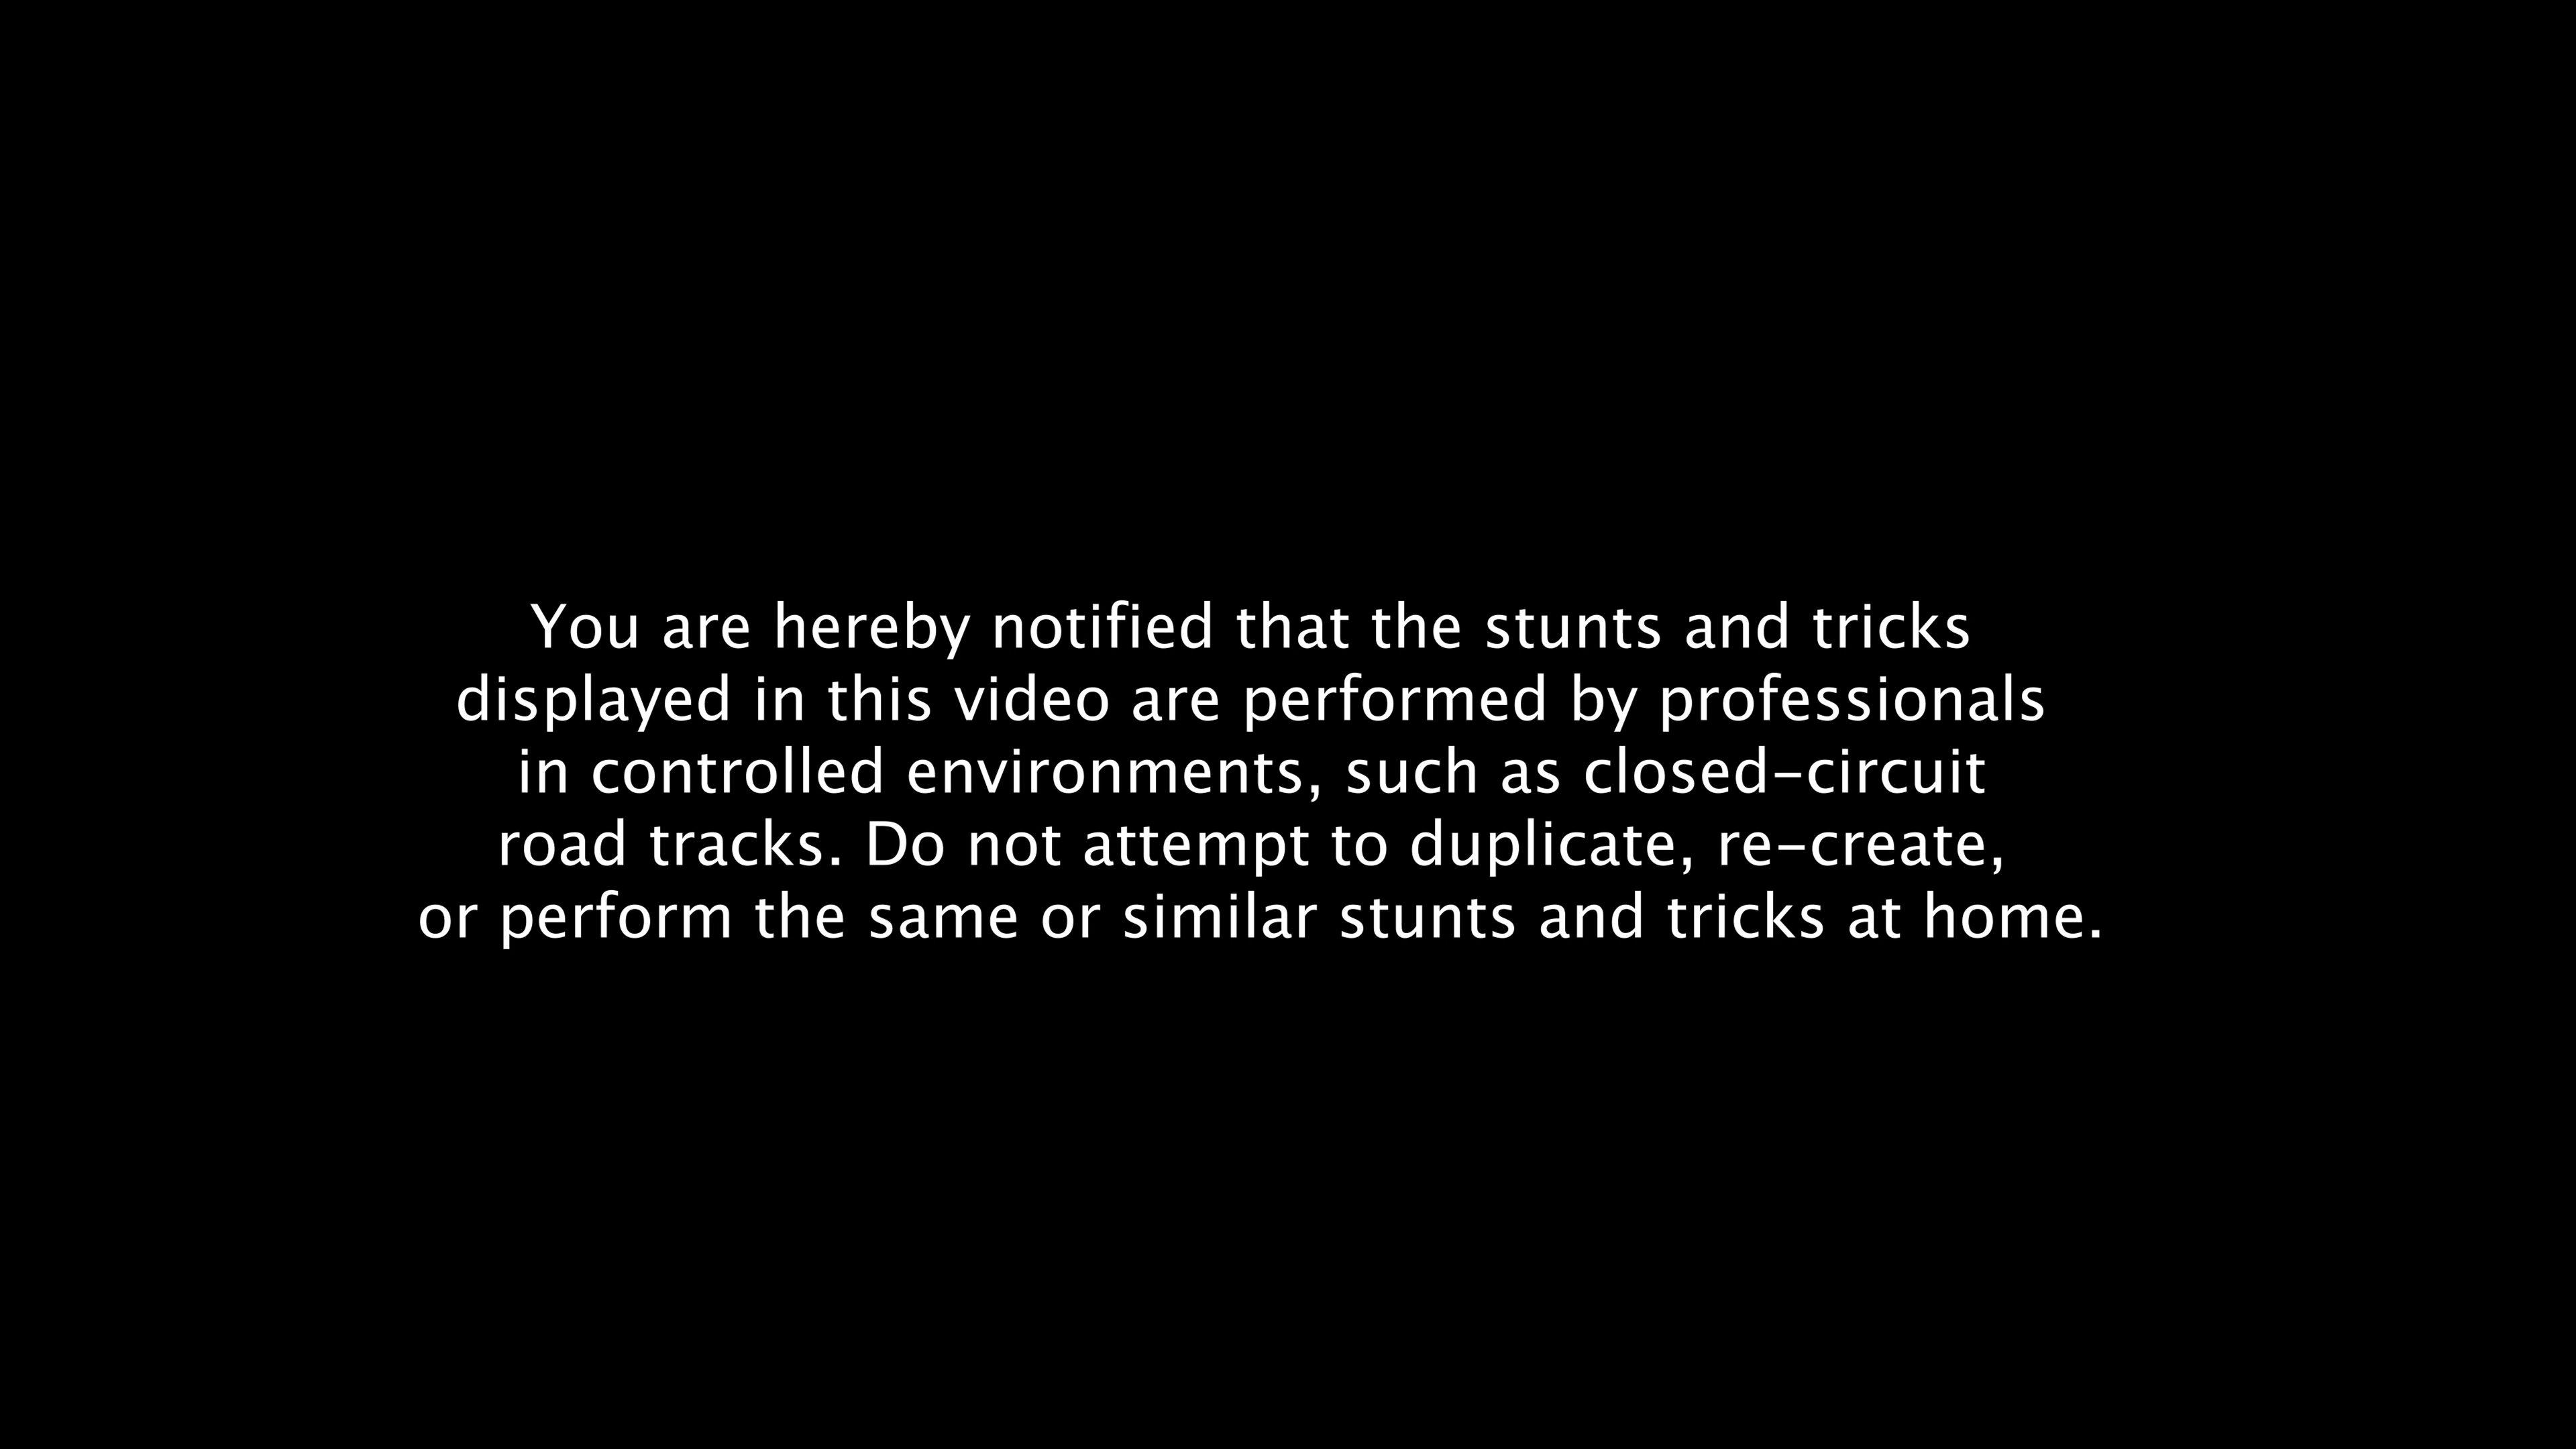 You are hereby notified that the stunts and tricks
displayed in this video are performed by professionals
in controlled environments, such as closed-circuit
road tracks. Do not attempt to duplicate, re-create,
or perform the same or similar stunts and tricks at home.